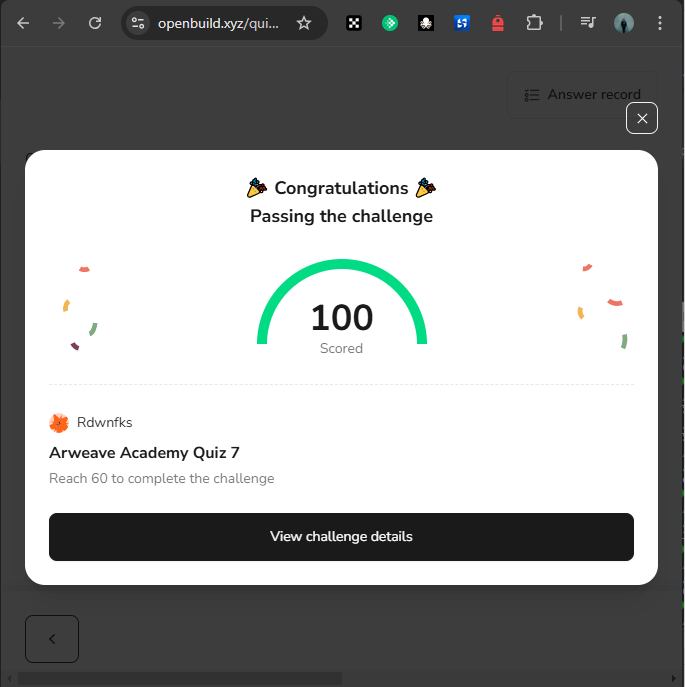 openbuild.xyz/qui...
Answer record
Congratulations
Passing the challenge
100
Scored
Rdwnfks
Arweave Academy Quiz 7
Reach 60 to complete the challenge
View challenge details